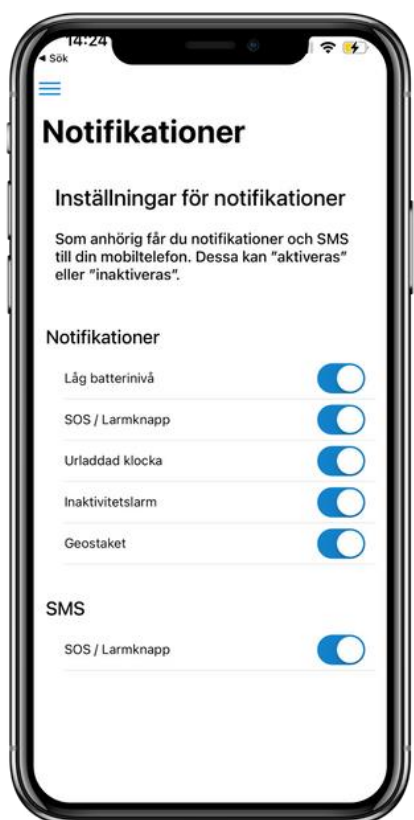 14:24
◂ Sök
Notifikationer
Inställningar för notifikationer
Som anhörig får du notifikationer och SMS
till din mobiltelefon. Dessa kan ”aktiveras”
eller ”inaktiveras”.
Notifikationer
Låg batterinivå
SOS / Larmknapp
Urladdad klocka
Inaktivitetslarm
Geostaket
SMS
SOS / Larmknapp